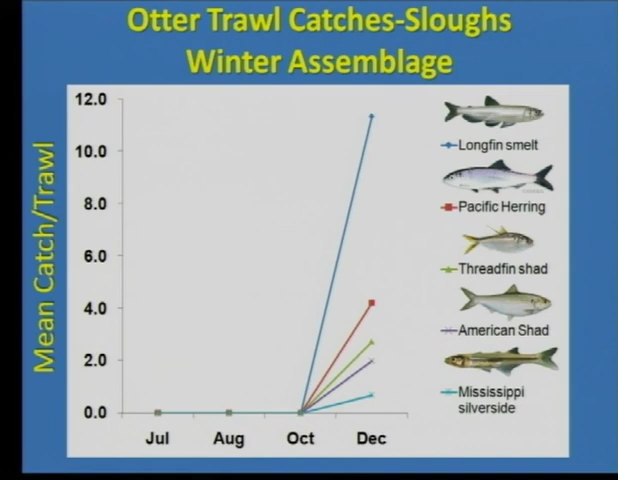 Otter Trawl Catches-Sloughs
Winter Assemblage
Mean Catch/Trawl
12.0
10.0
8.0
6.0
4.0
2.0
0.0
Jul Aug Oct Dec
Longfin smelt
Pacific Herring
Threadfin shad
American Shad
Mississippi
silverside